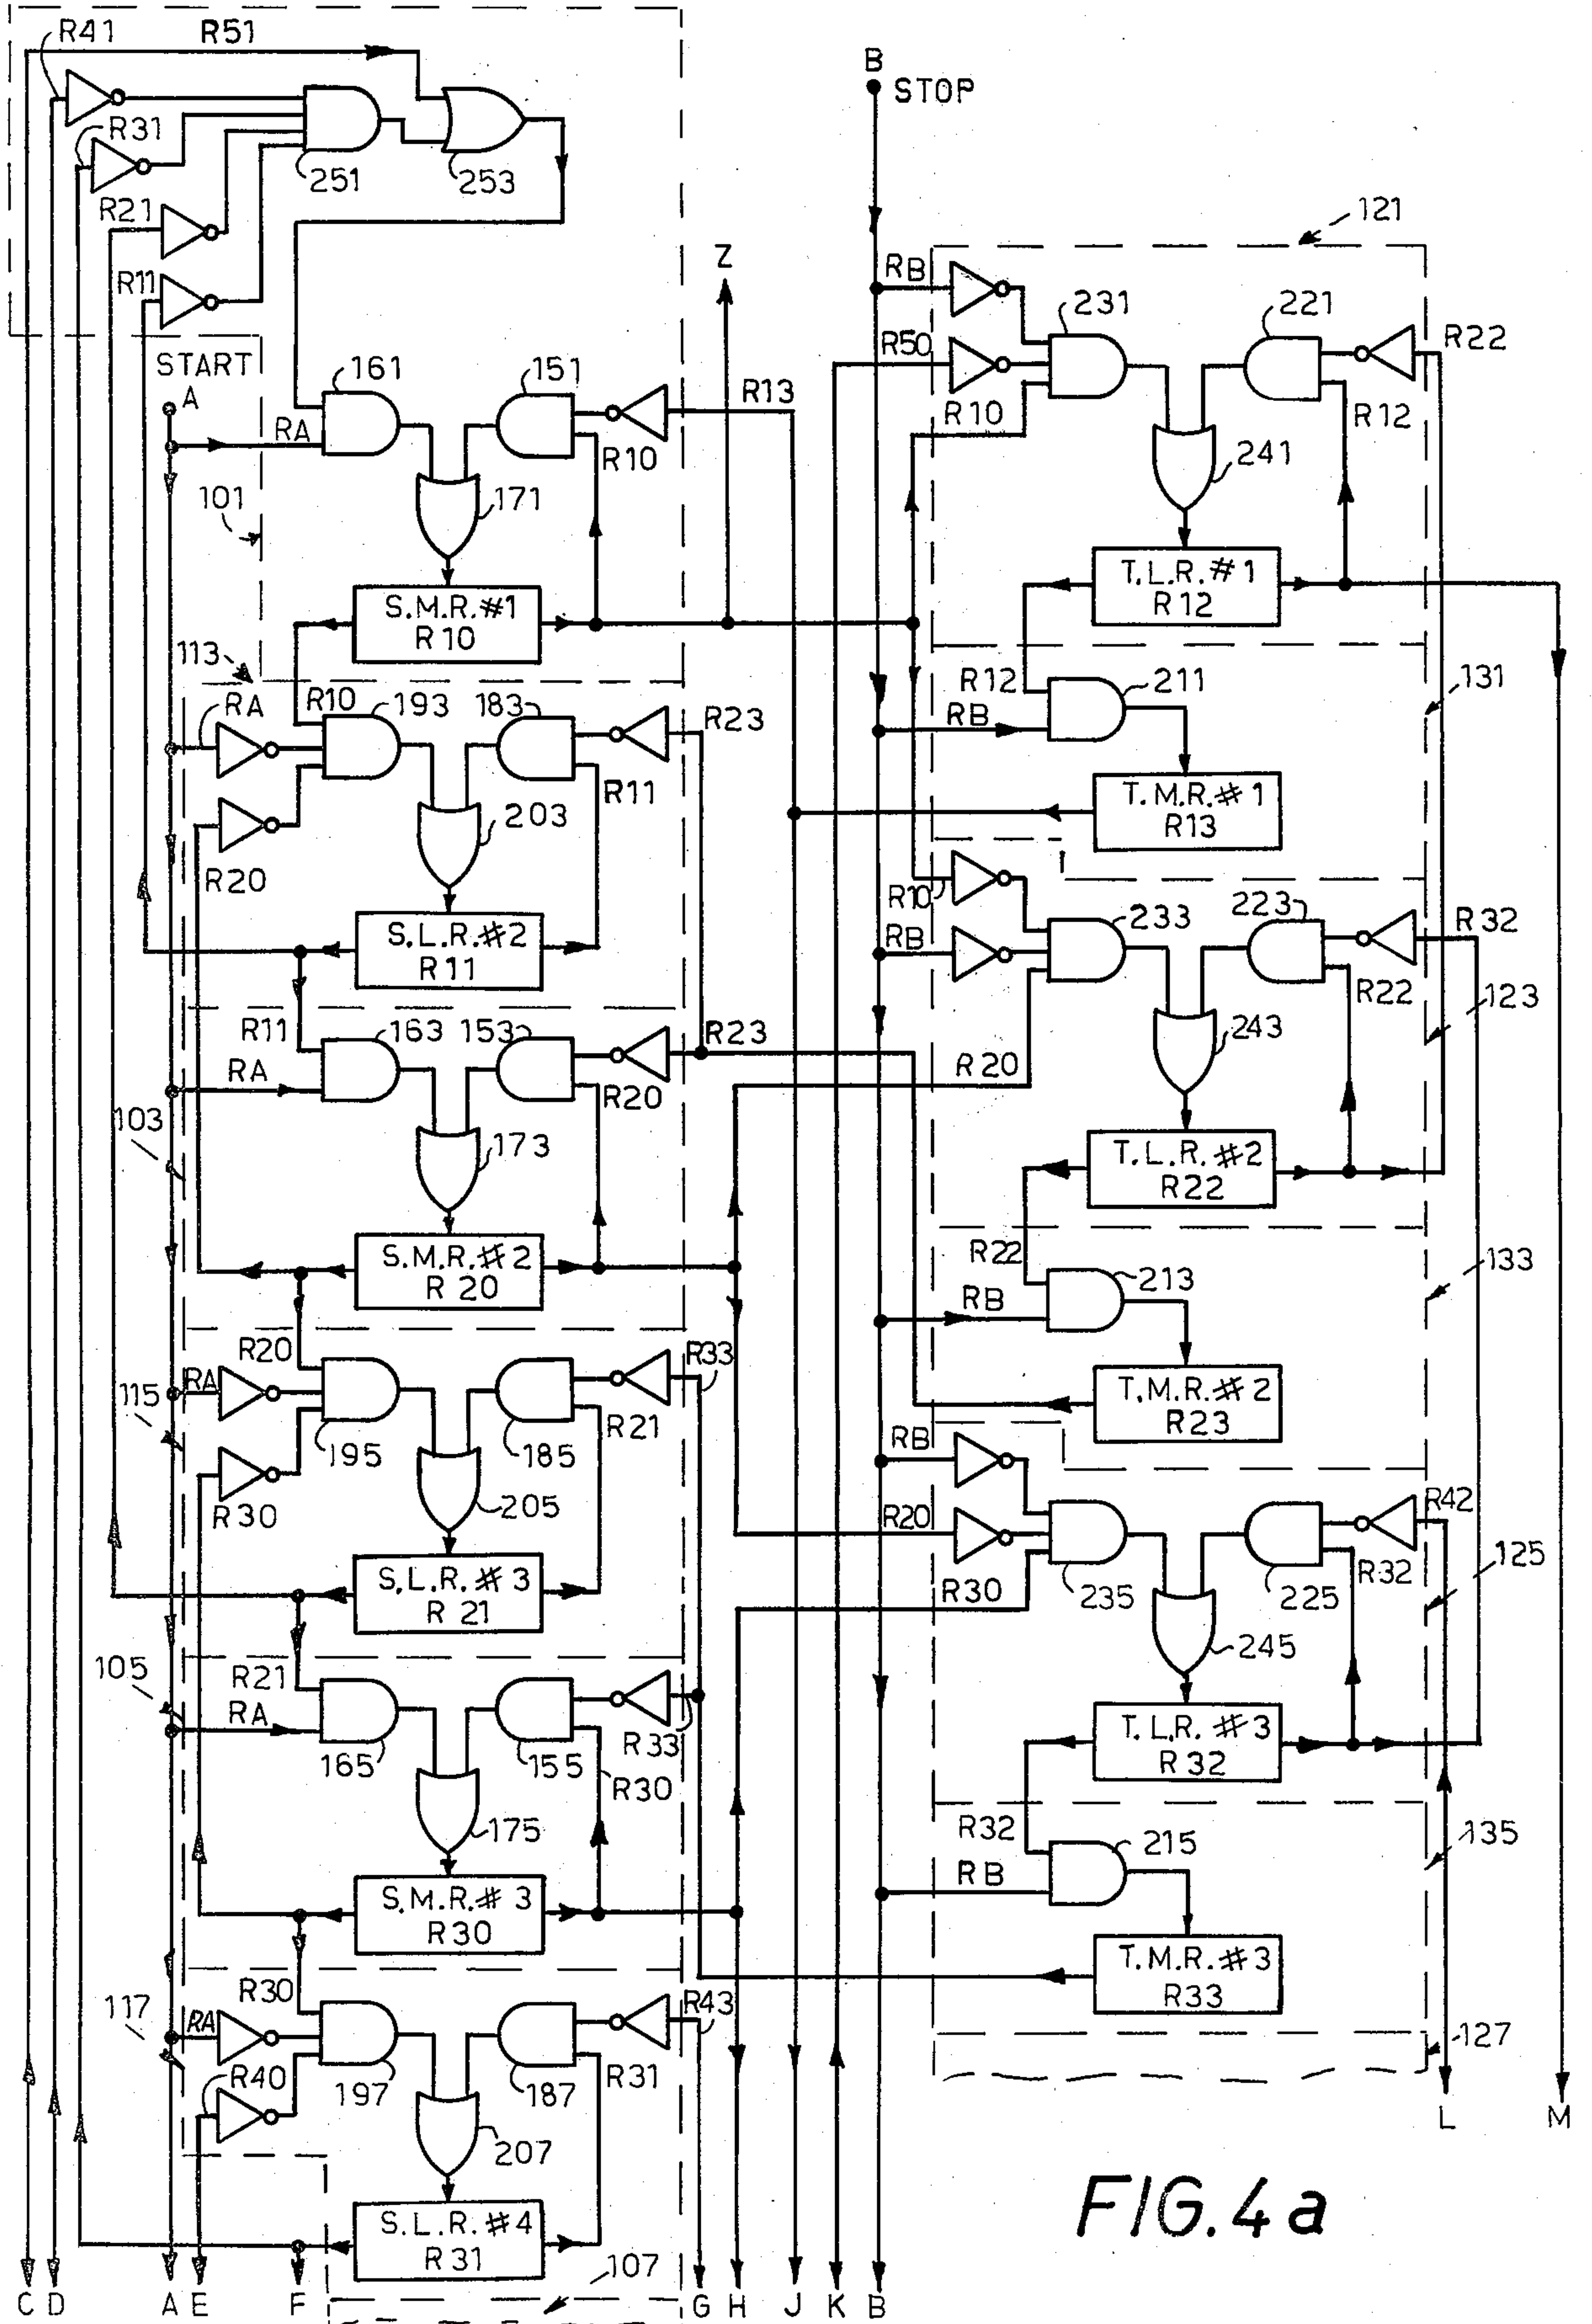 R41
R51
B
STOP
R31
251
253
R21
121
R11
Z
RB
231
221
R22
START
A
161
151
R13
R50
RA
R10
R10
R12
101
171
241
S.M.R. #1
R10
T.L.R. #1
R12
113
RA
R10
193
183
R23
R12
211
131
RB
R11
203
T.M.R. #1
R13
R20
R10
233
223
R32
RB
S.L.R. #2
R11
R22
123
R11
163
153
R23
243
RA
R20
R20
103
173
T.L.R. #2
R22
S.M.R. #2
R20
R22
213
133
RB
R20
R33
115
RA
T.M.R. #2
R23
195
185
R21
RB
R30
205
R20
R42
S.L.R. #3
R21
R30
235
225
R32
125
245
105
R21
RA
R33
165
155
R30
T.L.R. #3
R32
175
R32
215
135
RB
S.M.R. #3
R30
T.M.R. #3
R33
R30
117
RA
R43
127
R40
197
187
R31
207
L
M
S.L.R. #4
R31
107
C
D
A
E
F
G
H
J
K
B
FIG. 4a